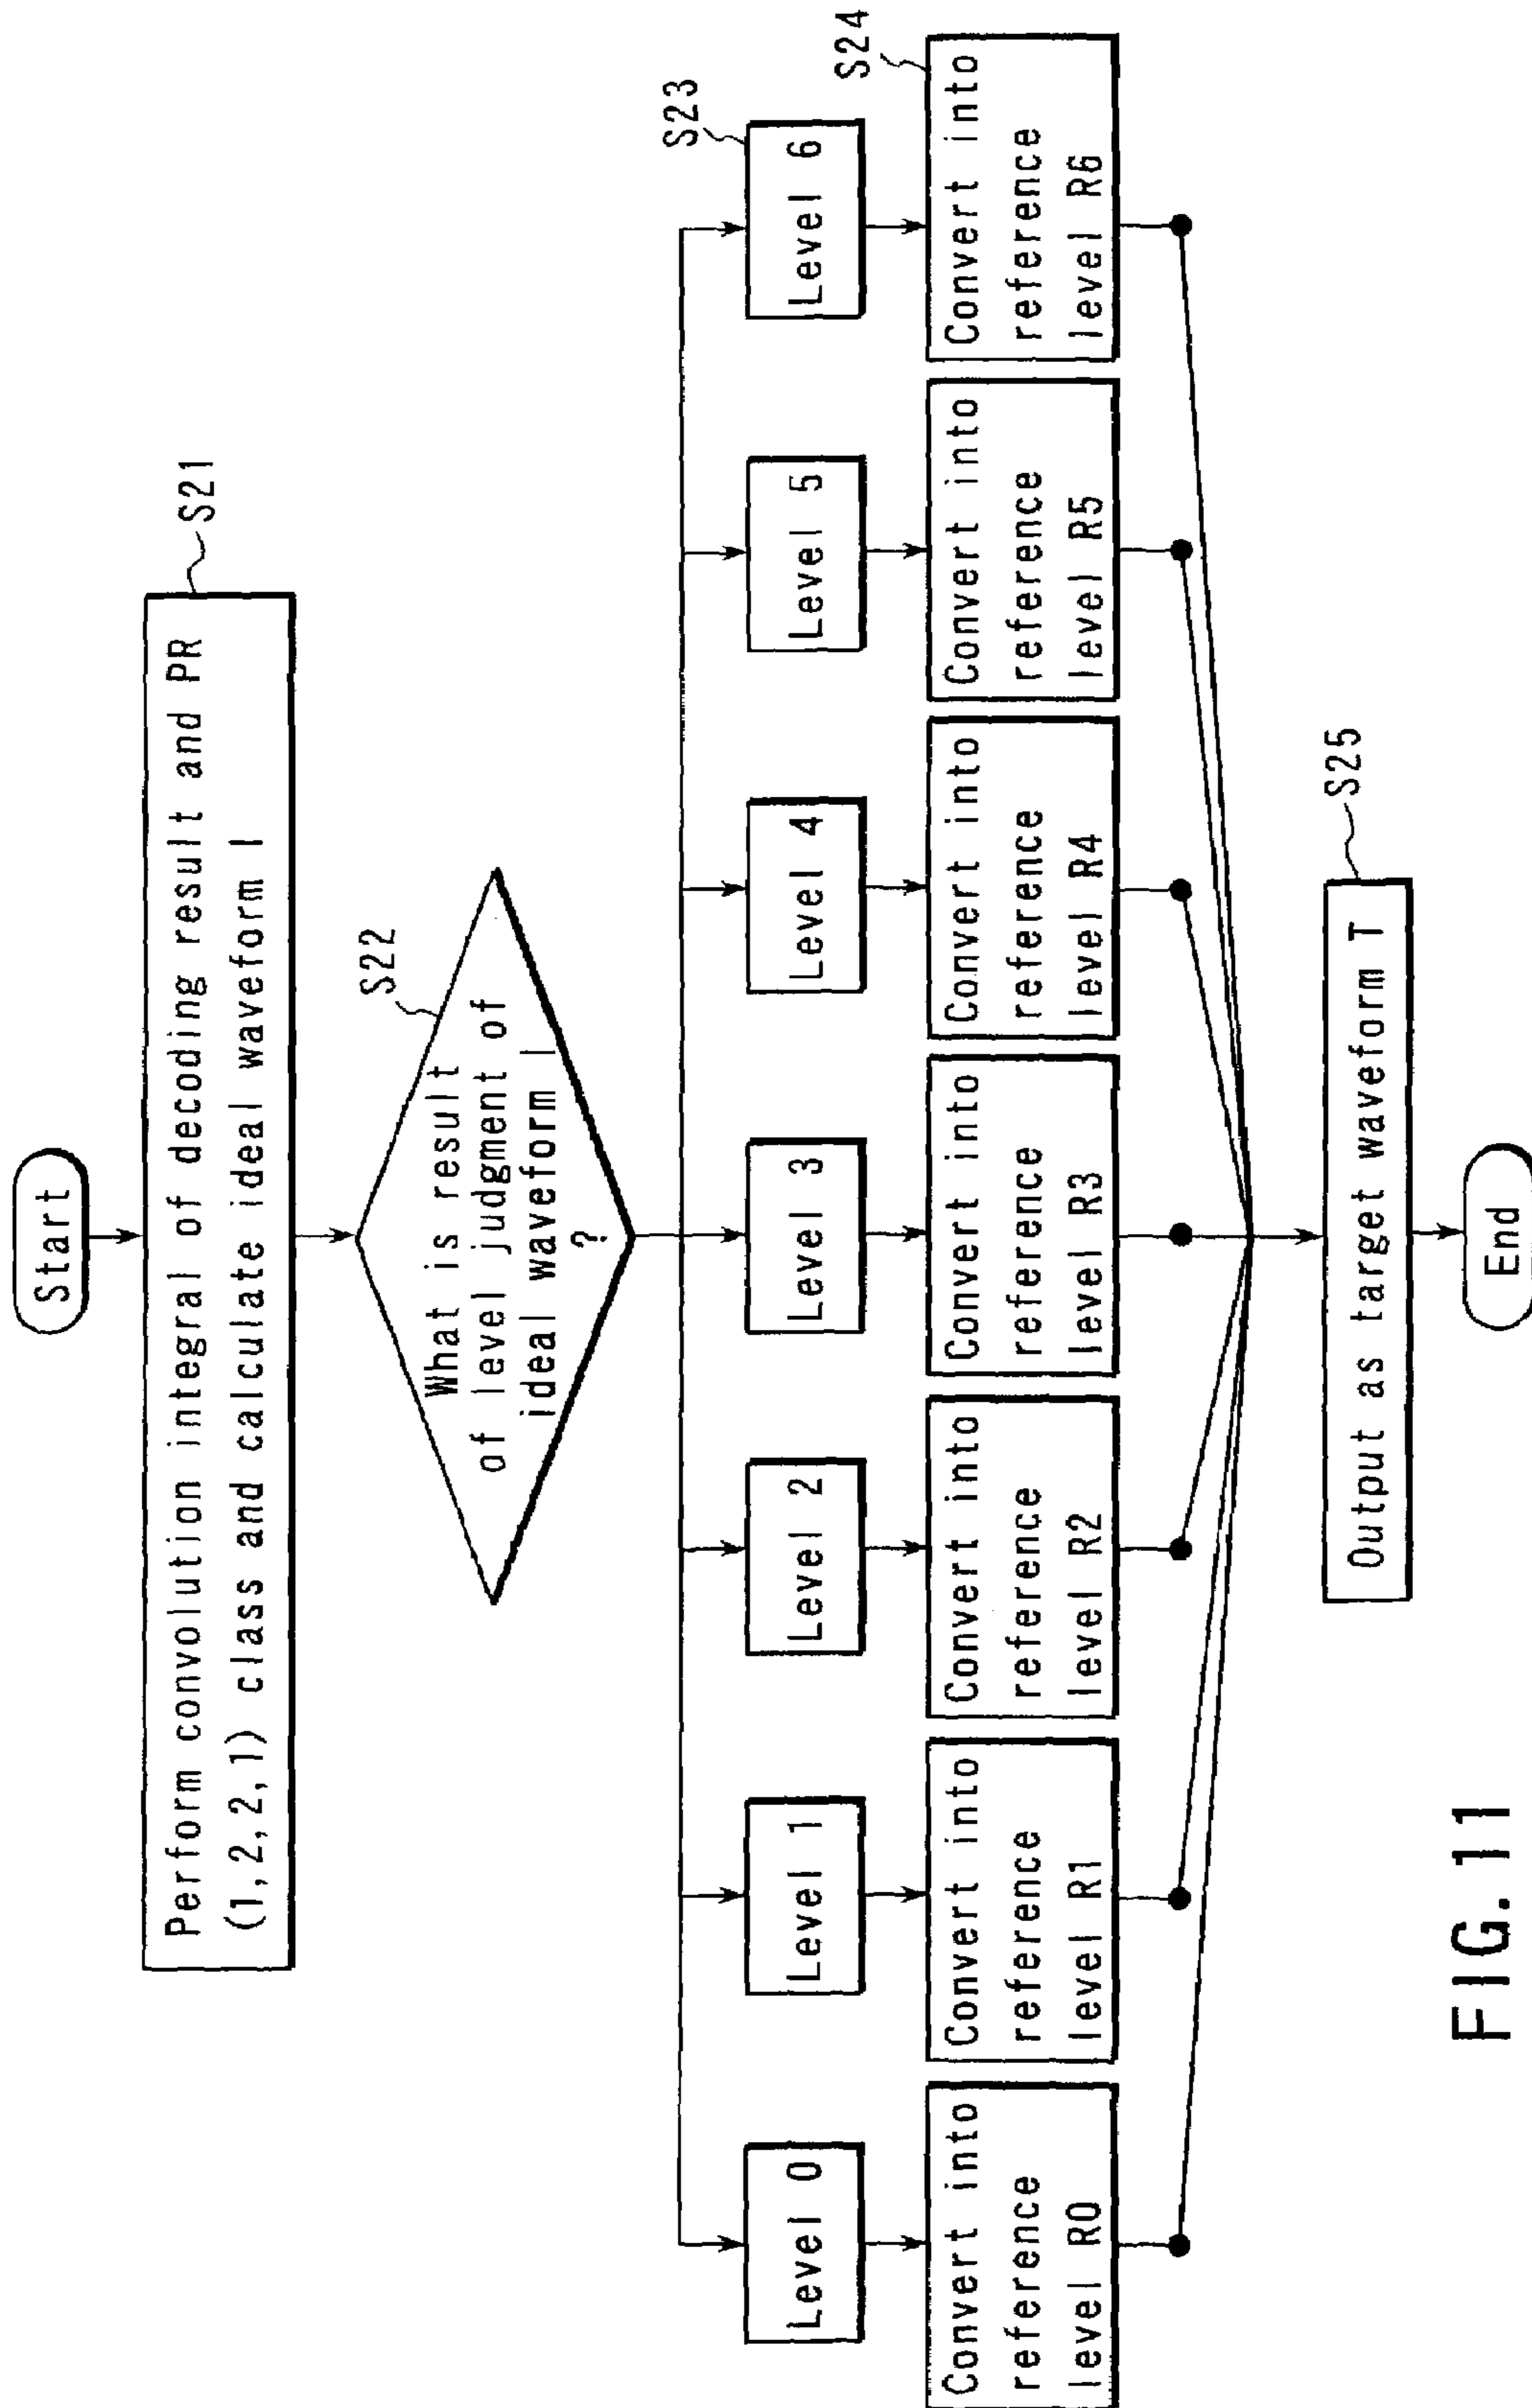 Start
S21
Perform convolution integral of decoding result and PR
(1,2,2,1) class and calculate ideal waveform I
S22
What is result
of level judgment of
ideal waveform I
?
S23
Level 0
Level 1
Level 2
Level 3
Level 4
Level 5
Level 6
S24
Convert into
reference
level R0
Convert into
reference
level R1
Convert into
reference
level R2
Convert into
reference
level R3
Convert into
reference
level R4
Convert into
reference
level R5
Convert into
reference
level R6
S25
Output as target waveform T
End
FIG. 11